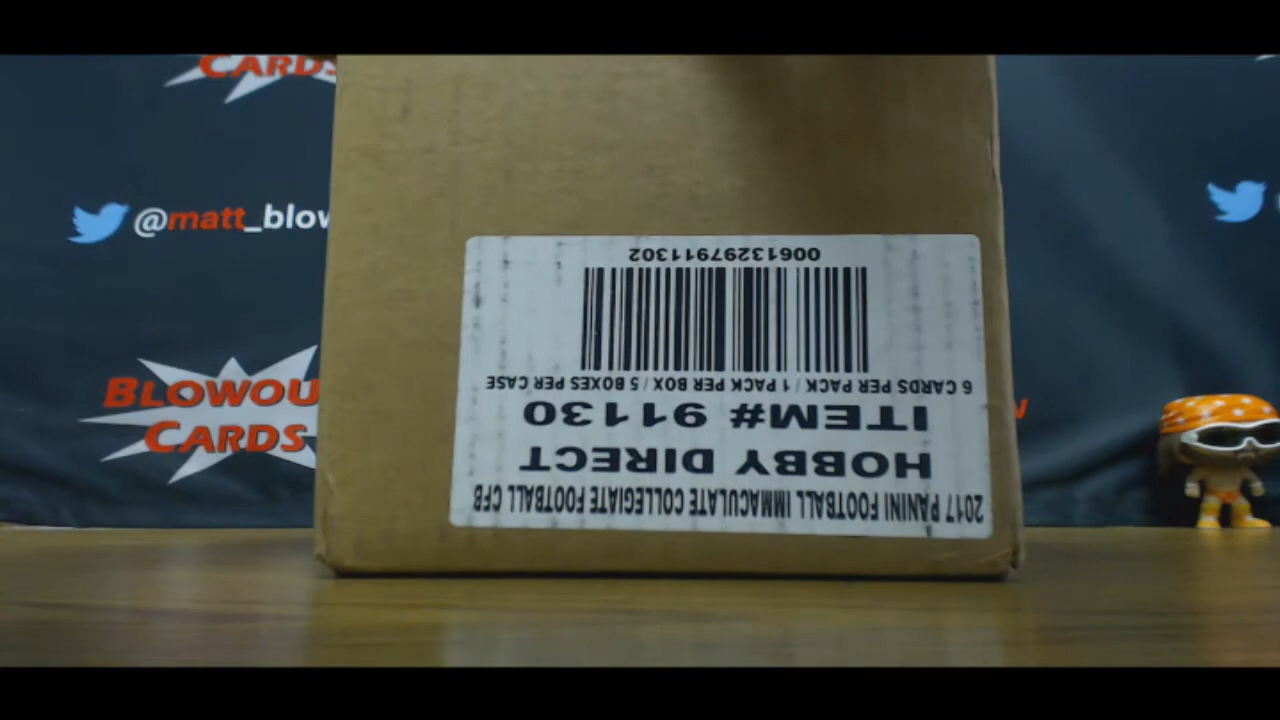 CARDS
@matt_blow
BLOWOU
CARDS
2017 PANINI FOOTBALL IMMACULATE COLLEGIATE FOOTBALL CFB
HOBBY DIRECT
ITEM# 91130
6 CARDS PER PACK / 1 PACK PER BOX / 5 BOXES PER CASE
00613297911302